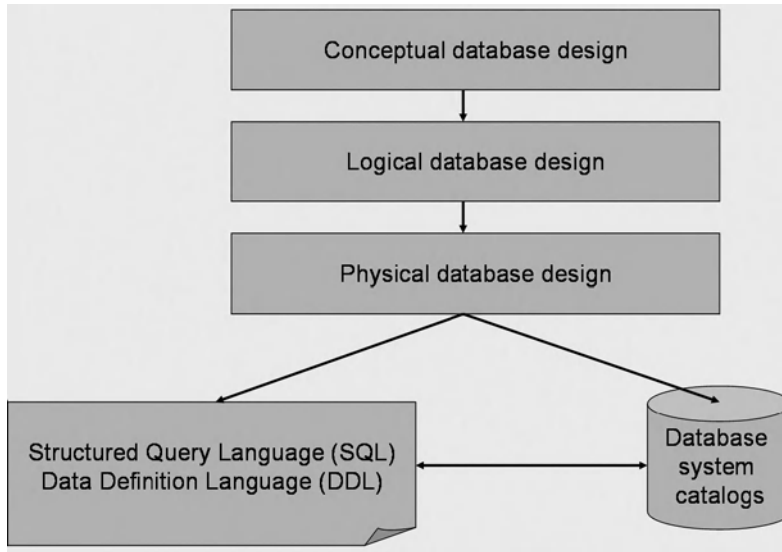 Conceptual database design
Logical database design
Physical database design
Structured Query Language (SQL)
Data Definition Language (DDL)
Database
system
catalogs